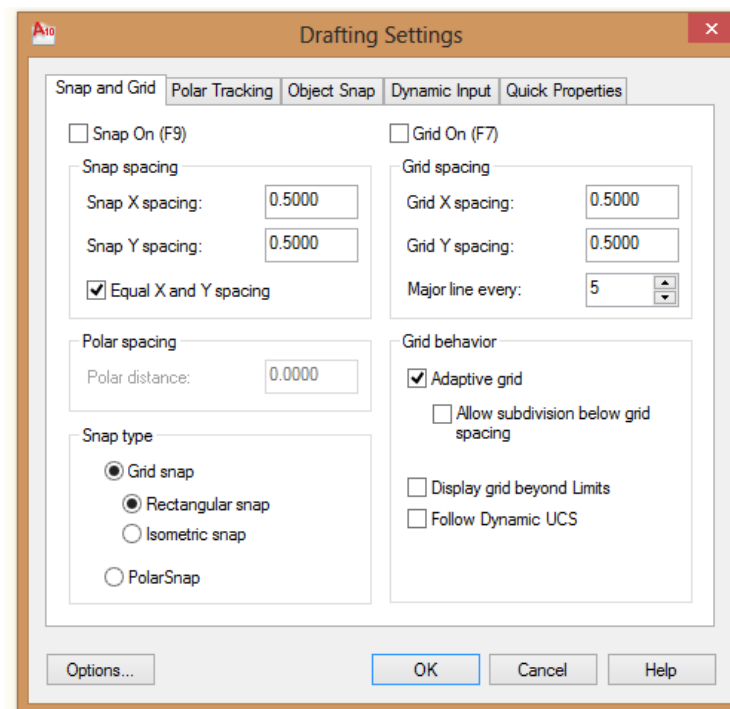 A10
Drafting Settings
Snap and Grid Polar Tracking Object Snap Dynamic Input Quick Properties
Snap On (F9)
Snap spacing
Snap X spacing: 0.5000
Snap Y spacing: 0.5000
Equal X and Y spacing
Polar spacing
Polar distance: 0.0000
Snap type
Grid snap
Rectangular snap
Isometric snap
PolarSnap
Grid On (F7)
Grid spacing
Grid X spacing: 0.5000
Grid Y spacing: 0.5000
Major line every: 5
Grid behavior
Adaptive grid
Allow subdivision below grid
spacing
Display grid beyond Limits
Follow Dynamic UCS
Options... OK Cancel Help